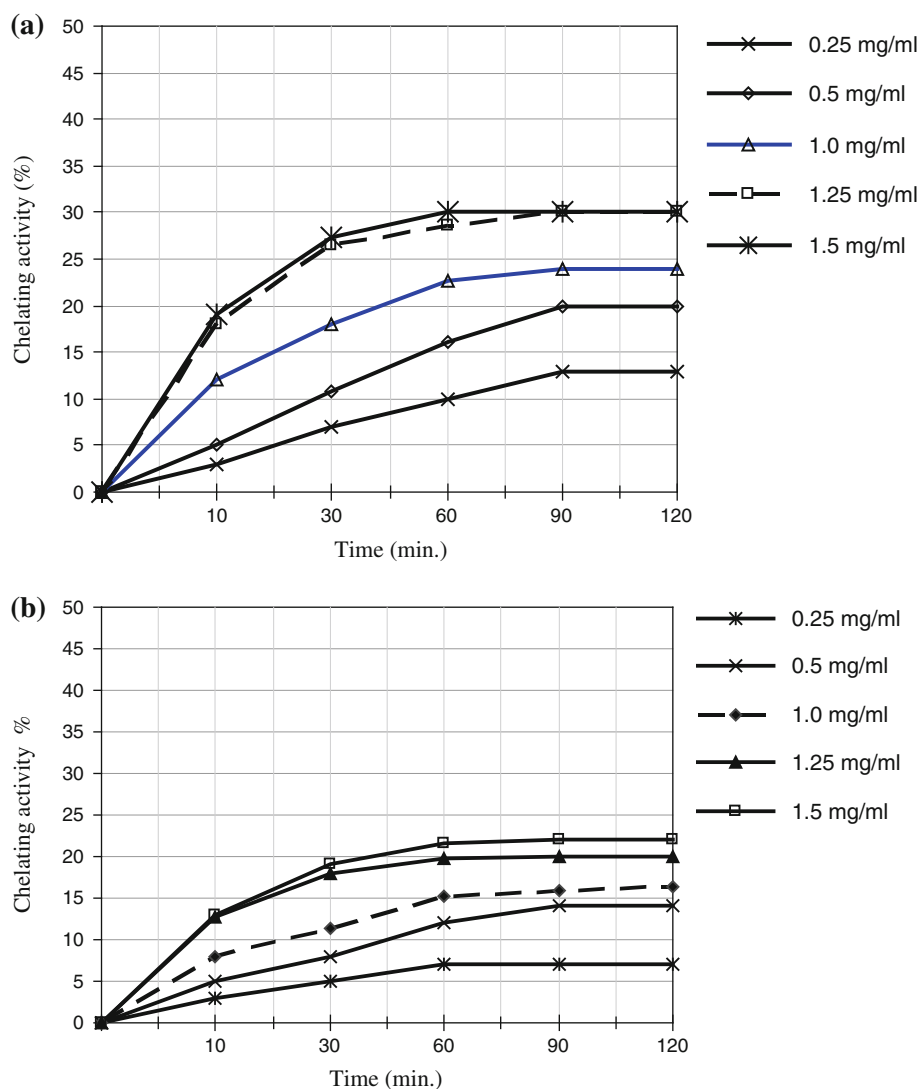 (a)
50
45
40
35
30
25
20
15
10
5
0
Chelating activity (%)
10 30 60 90 120
Time (min.)
0.25 mg/ml
0.5 mg/ml
1.0 mg/ml
1.25 mg/ml
1.5 mg/ml
(b)
50
45
40
35
30
25
20
15
10
5
0
Chelating activity %
10 30 60 90 120
Time (min.)
0.25 mg/ml
0.5 mg/ml
1.0 mg/ml
1.25 mg/ml
1.5 mg/ml